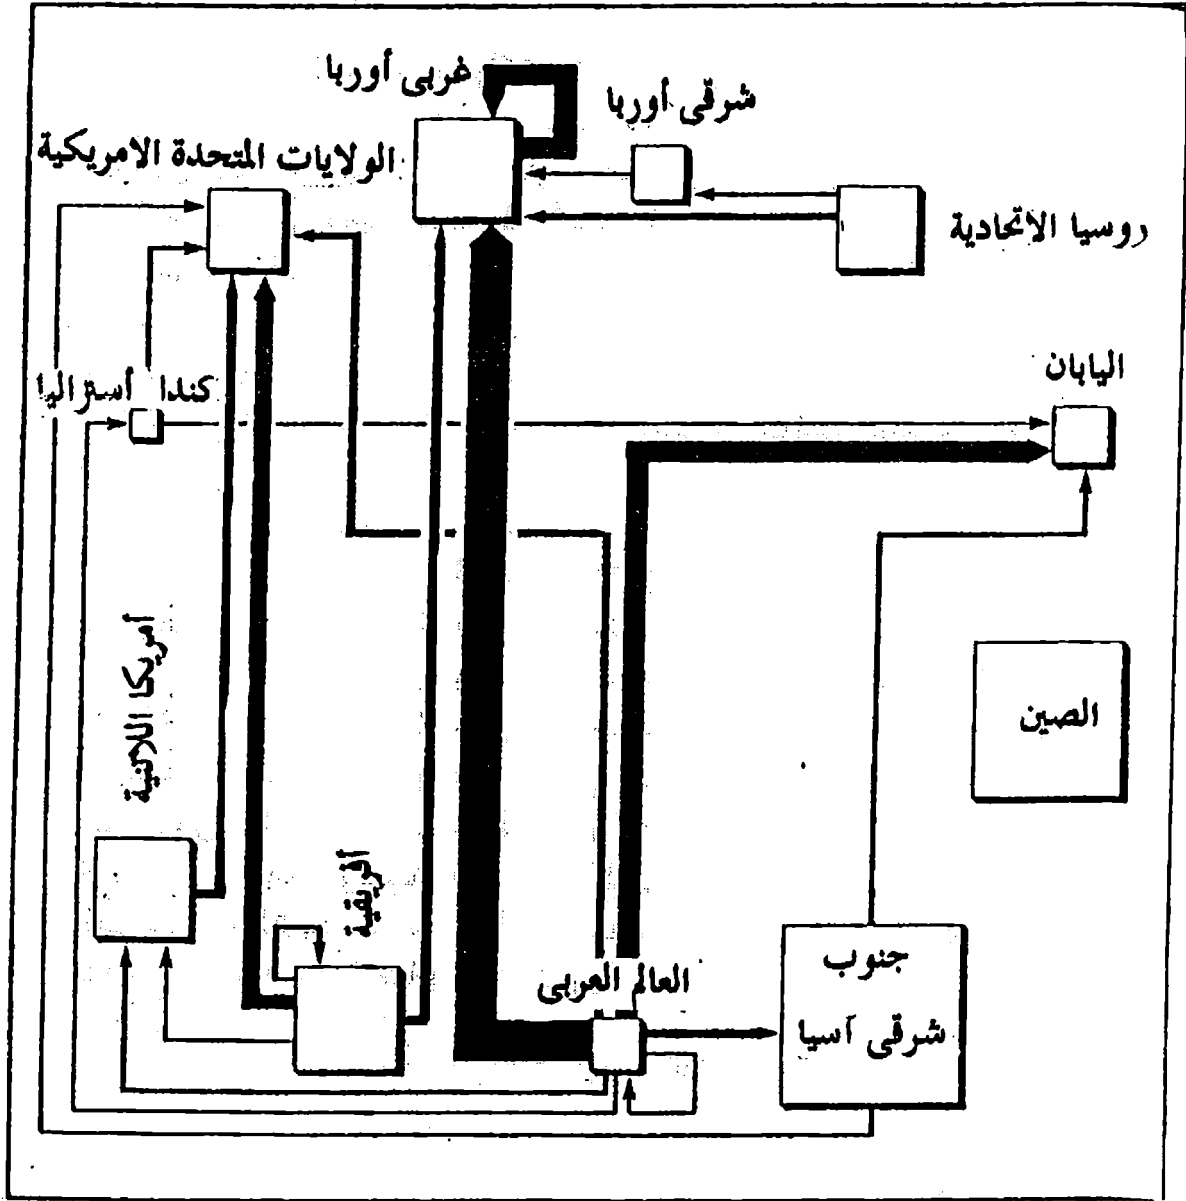 غربى أوربا
شرقى أوربا
الولايات المتحدة الامريكية
روسيا الاتحادية
اليابان
كندا أستراليا
أمريكا اللاتنية
الصين
أفريقية
العالم العربى
جنوب
شرقى آسيا